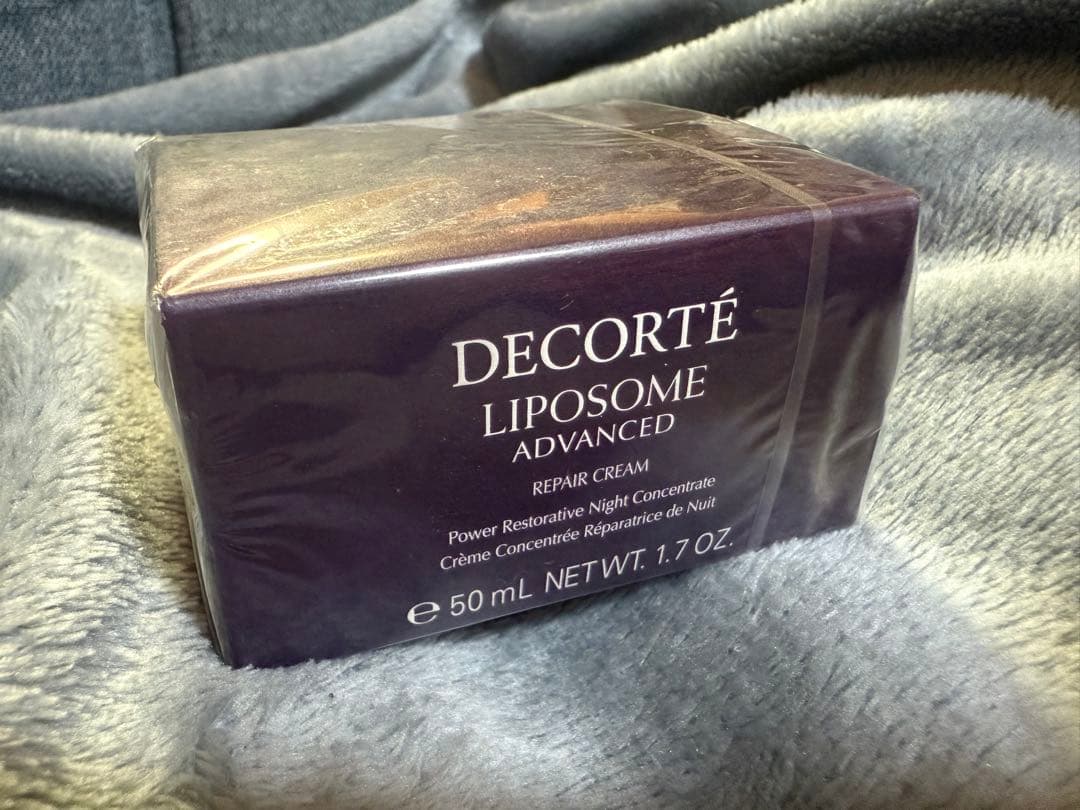 DECORTÉ
LIPOSOME
ADVANCED
REPAIR CREAM
Power Restorative Night Concentrate
Crème Concentrée Réparatrice de Nuit
℮ 50 mL NET WT. 1.7 OZ.